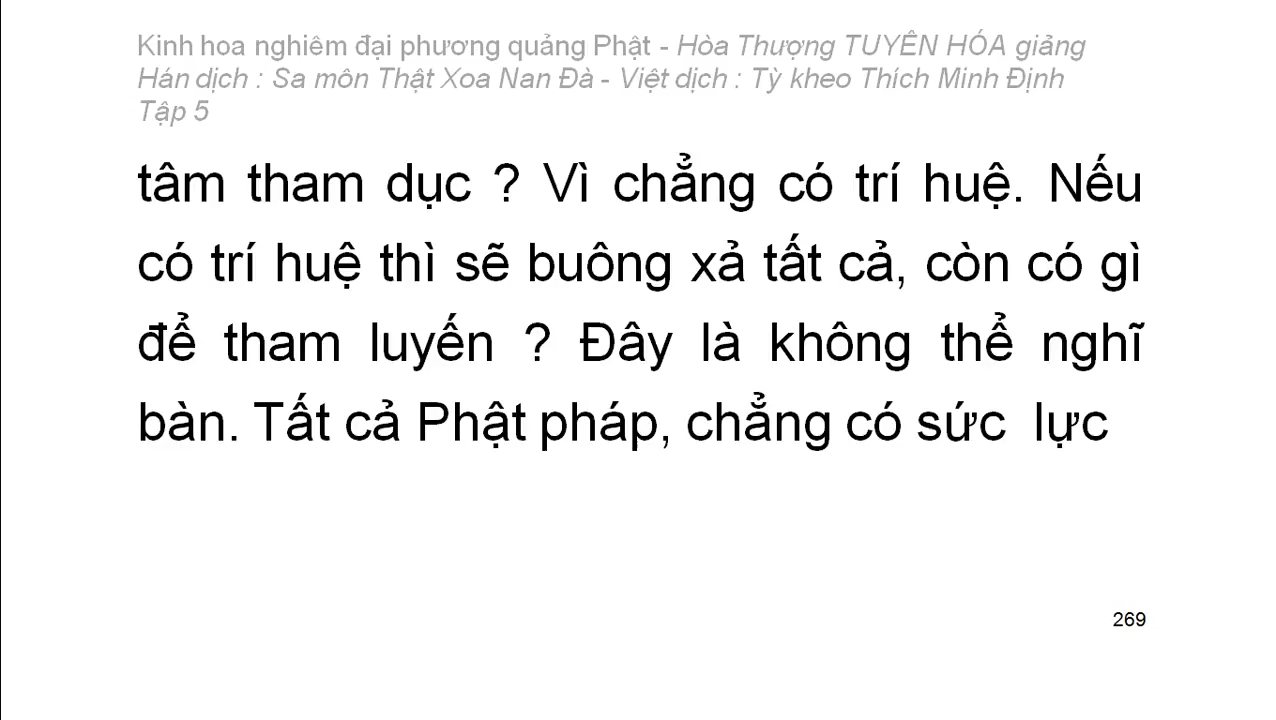 Kinh hoa nghiêm đại phương quảng Phật - Hòa Thượng TUYÊN HÓA giảng
Hán dịch : Sa môn Thật Xoa Nan Đà - Việt dịch : Tỳ kheo Thích Minh Định
Tập 5
tâm tham dục ? Vì chẳng có trí huệ. Nếu
có trí huệ thì sẽ buông xả tất cả, còn có gì
để tham luyến ? Đây là không thể nghĩ
bàn. Tất cả Phật pháp, chẳng có sức  lực
269